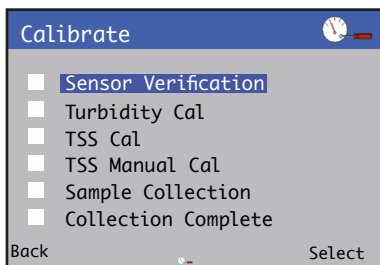 Calibrate
Sensor Verification
Turbidity Cal
TSS Cal
TSS Manual Cal
Sample Collection
Collection Complete
Back Select